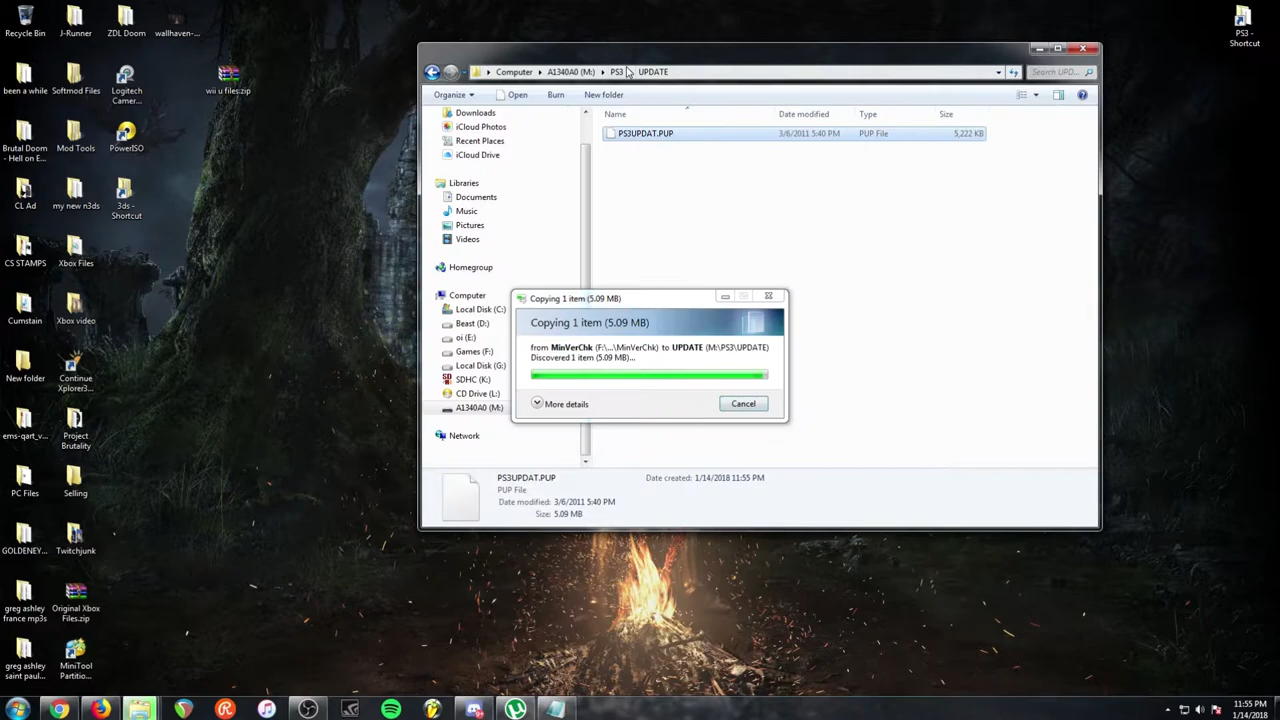 Recycle Bin
J-Runner
ZDL Doom
wallhaven-...
been a while
Softmod Files
Logitech
Camer...
wii u files.zip
Brutal Doom
- Hell on E...
Mod Tools
PowerISO
CL Ad
my new n3ds
3ds -
Shortcut
CS STAMPS
Xbox Files
Cumstain
Xbox video
New folder
Continue
Xplorer3...
ems-qart_v...
Project
Brutality
PC Files
Selling
GOLDENEY...
Twitchjunk
greg ashley
france mp3s
Original Xbox
Files.zip
greg ashley
saint paul...
MiniTool
Partitio...
PS3 -
Shortcut
Computer
A1340A0 (M:)
PS3
UPDATE
Search UPD...
Organize
Open
Burn
New folder
Downloads
iCloud Photos
Recent Places
iCloud Drive
Libraries
Documents
Music
Pictures
Videos
Homegroup
Computer
Local Disk (C:)
Beast (D:)
oi (E:)
Games (F:)
Local Disk (G:)
SDHC (K:)
CD Drive (L:)
A1340A0 (M:)
Network
Name
Date modified
Type
Size
PS3UPDAT.PUP
3/6/2011 5:40 PM
PUP File
5,222 KB
Copying 1 item (5.09 MB)
Copying 1 item (5.09 MB)
from MinVerChk (F:\...\MinVerChk) to UPDATE (M:\PS3\UPDATE)
Discovered 1 item (5.09 MB)...
More details
Cancel
PS3UPDAT.PUP
Date created: 1/14/2018 11:55 PM
PUP File
Date modified: 3/6/2011 5:40 PM
Size: 5.09 MB
11:55 PM
1/14/2018